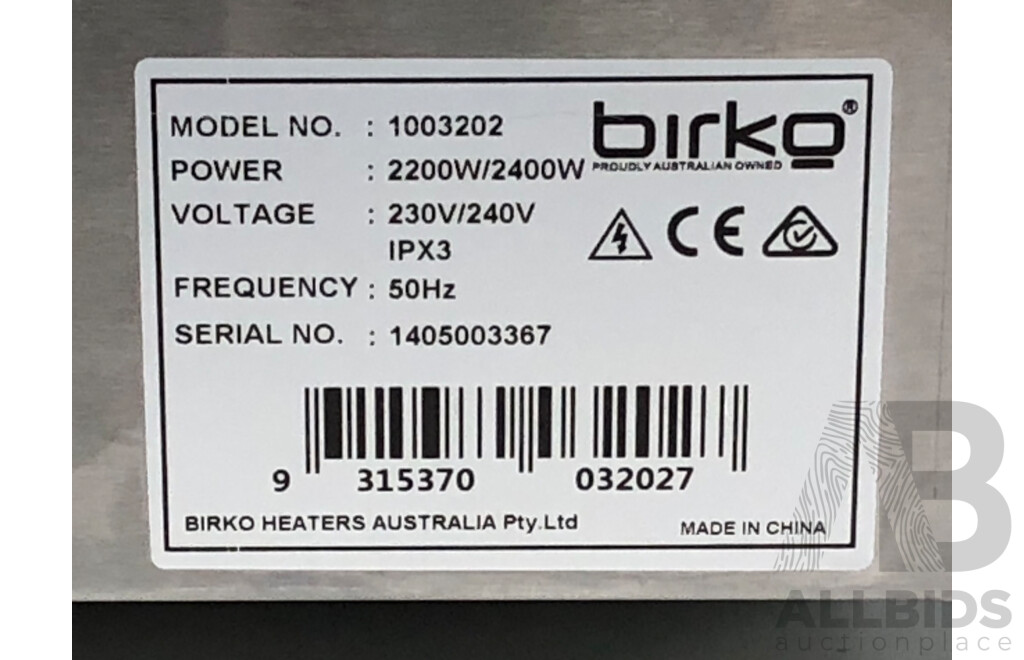 MODEL NO. : 1003202
birko®
PROUDLY AUSTRALIAN OWNED
POWER : 2200W/2400W
VOLTAGE : 230V/240V
IPX3
CE
FREQUENCY : 50Hz
SERIAL NO. : 1405003367
9 315370 032027
BIRKO HEATERS AUSTRALIA Pty.Ltd
MADE IN CHINA
AB
ALLBIDS
auctionplace